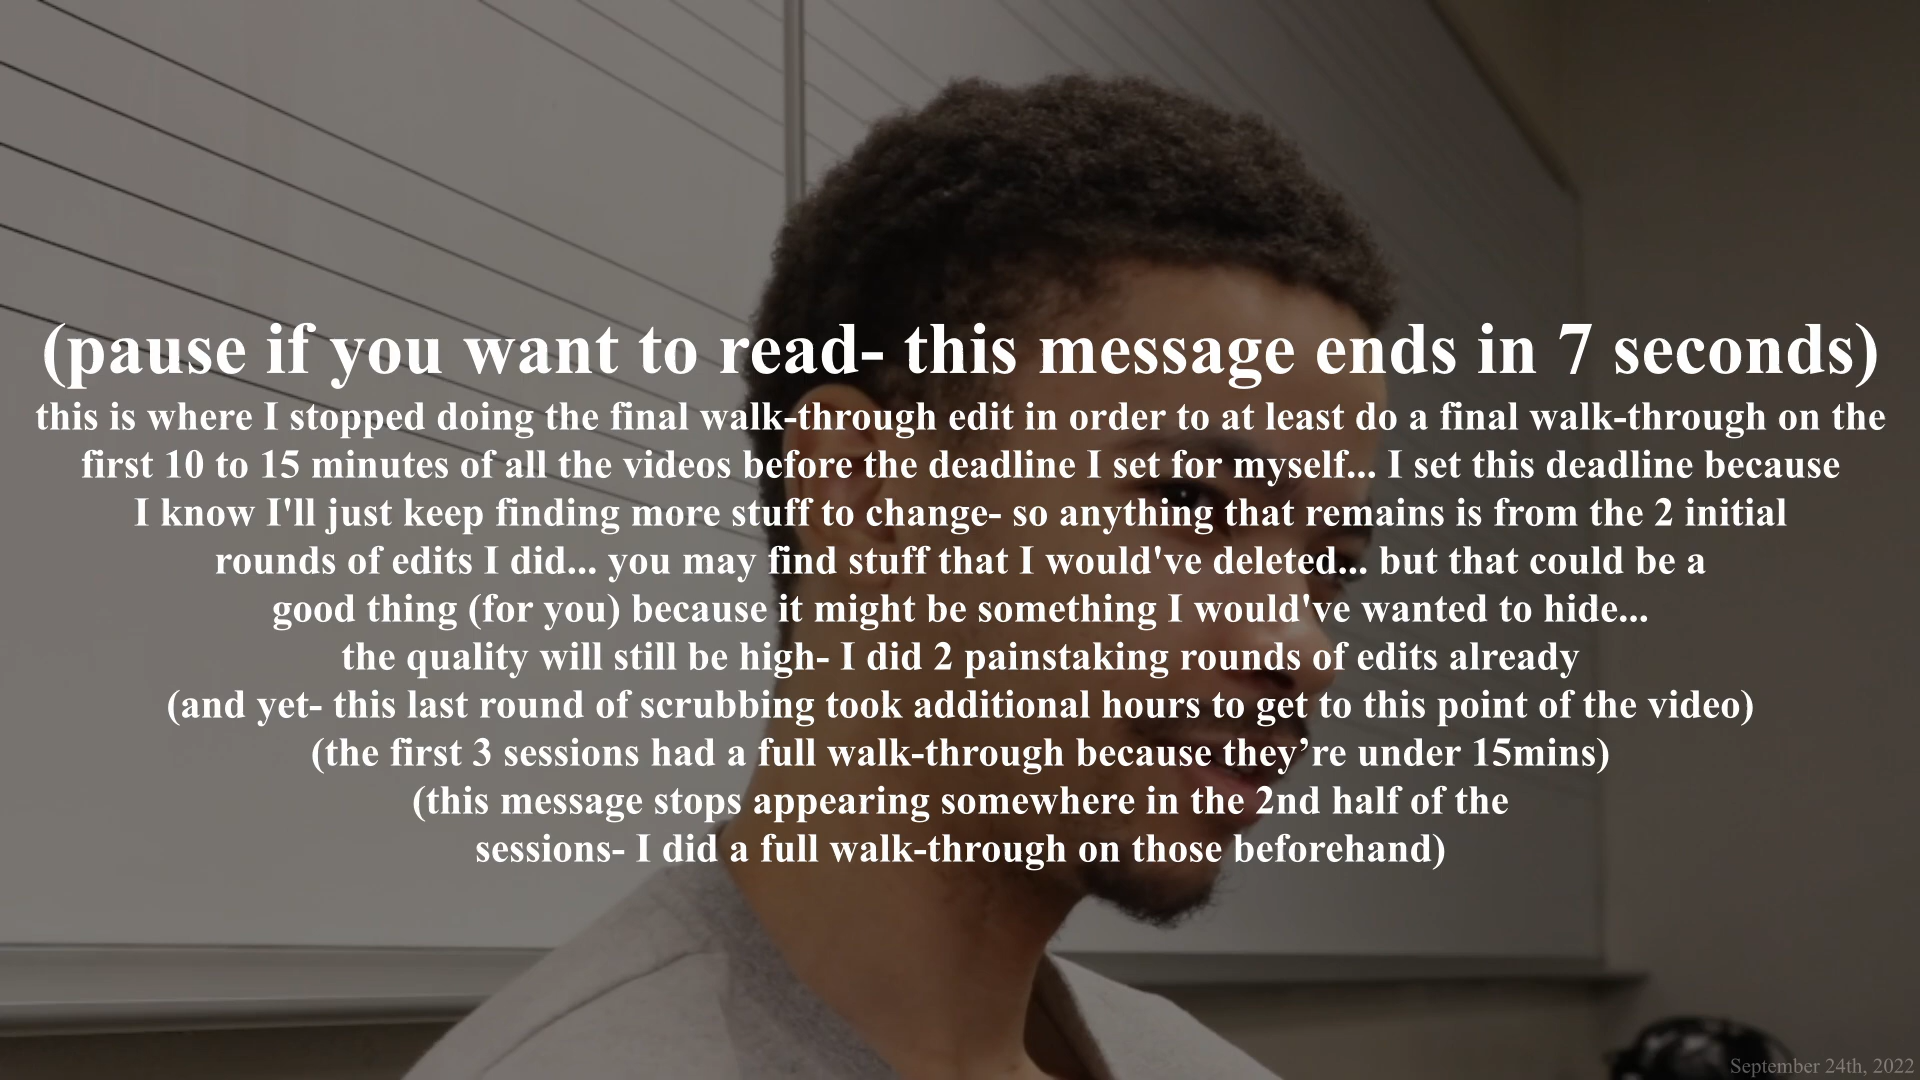 (pause if you want to read- this message ends in 7 seconds)
this is where I stopped doing the final walk-through edit in order to at least do a final walk-through on the
first 10 to 15 minutes of all the videos before the deadline I set for myself... I set this deadline because
I know I'll just keep finding more stuff to change- so anything that remains is from the 2 initial
rounds of edits I did... you may find stuff that I would've deleted... but that could be a
good thing (for you) because it might be something I would've wanted to hide...
the quality will still be high- I did 2 painstaking rounds of edits already
(and yet- this last round of scrubbing took additional hours to get to this point of the video)
(the first 3 sessions had a full walk-through because they’re under 15mins)
(this message stops appearing somewhere in the 2nd half of the
sessions- I did a full walk-through on those beforehand)
September 24th, 2022